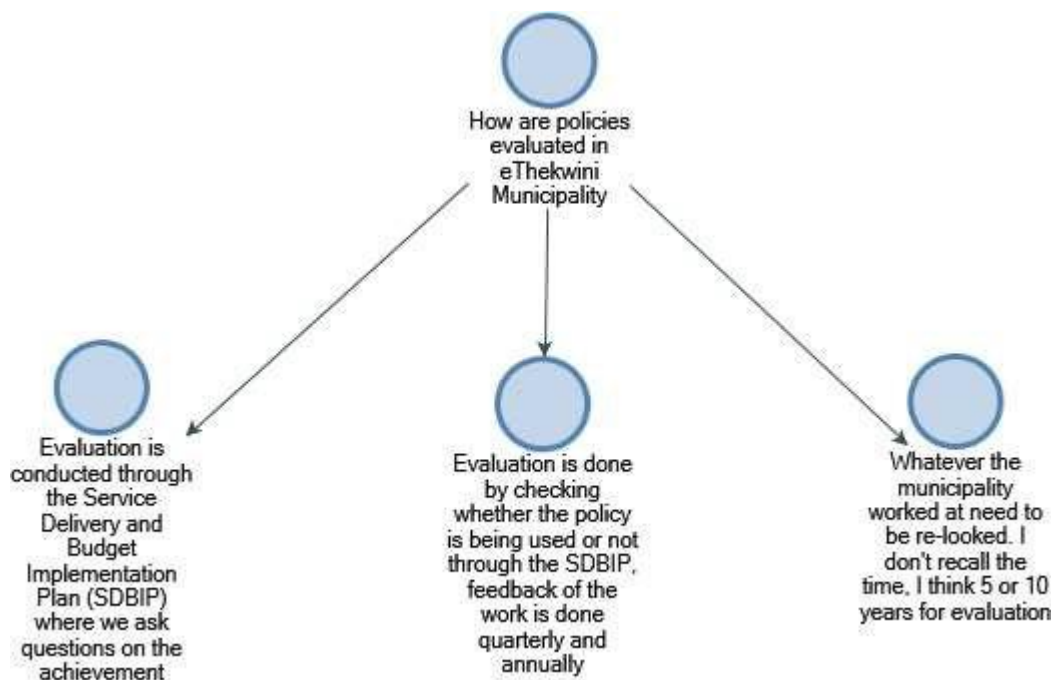 How are policies
evaluated in
eThekwini
Municipality
Evaluation is
conducted through
the Service
Delivery and
Budget
Implementation
Plan (SDBIP)
where we ask
questions on the
achievement
Evaluation is done
by checking
whether the policy
is being used or not
through the SDBIP,
feedback of the
work is done
quarterly and
annually
Whatever the
municipality
worked at need to
be re-looked. I
don't recall the
time, I think 5 or 10
years for evaluation